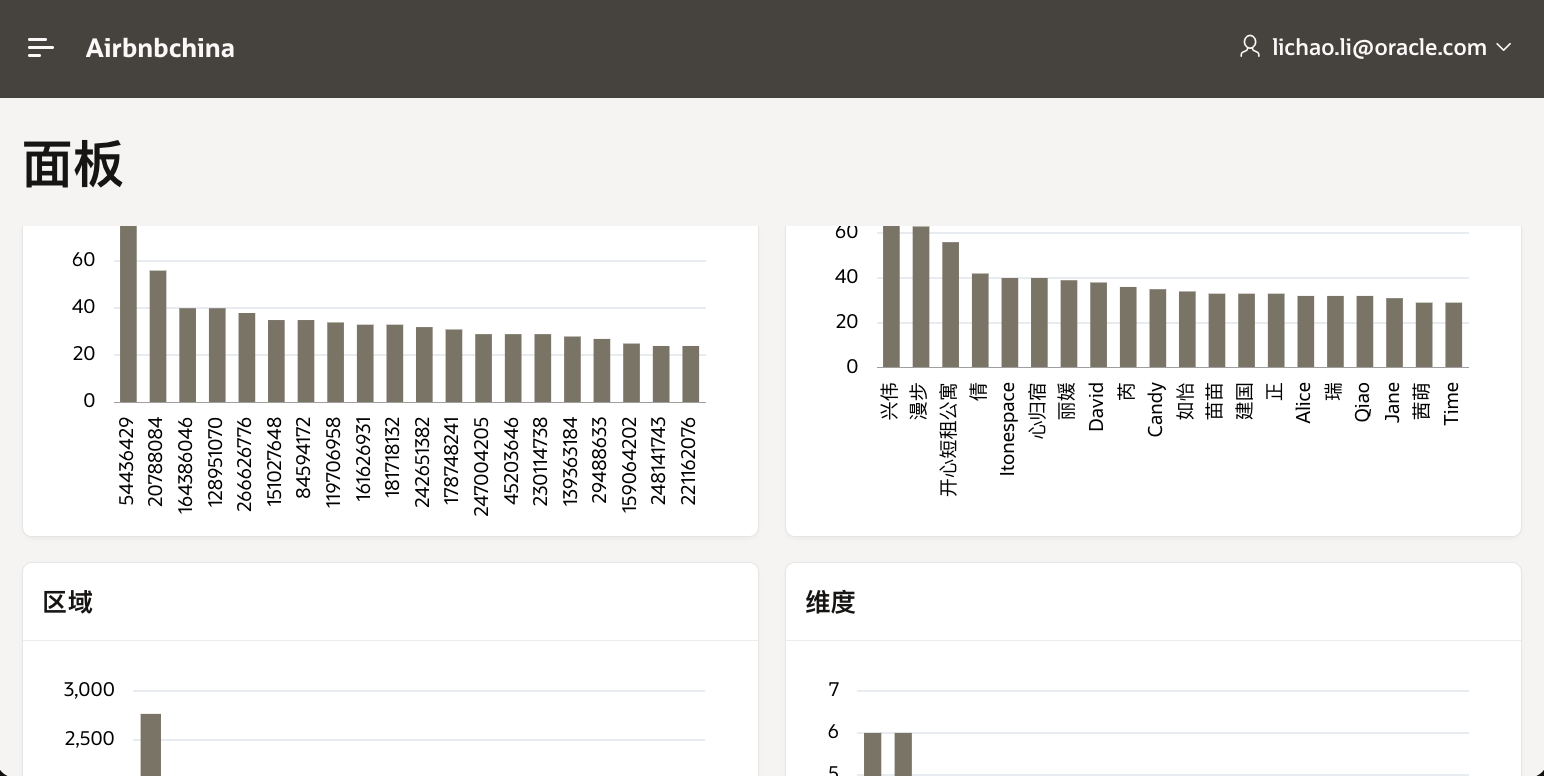 Airbnbchina
lichao.li@oracle.com
面板
60
40
20
0
54436429
20788084
164386046
128951070
266626776
151027648
84594172
119706958
161626931
181718132
242651382
178748241
247004205
45203646
230114738
139363184
29488633
159064202
248141743
221162076
60
40
20
0
兴伟
漫步
开心短租公寓
倩
Itonespace
心归宿
丽媛
David
芮
Candy
如怡
苗苗
建国
正
Alice
瑞
Qiao
Jane
茜萌
Time
区域
3,000
2,500
维度
7
6
5